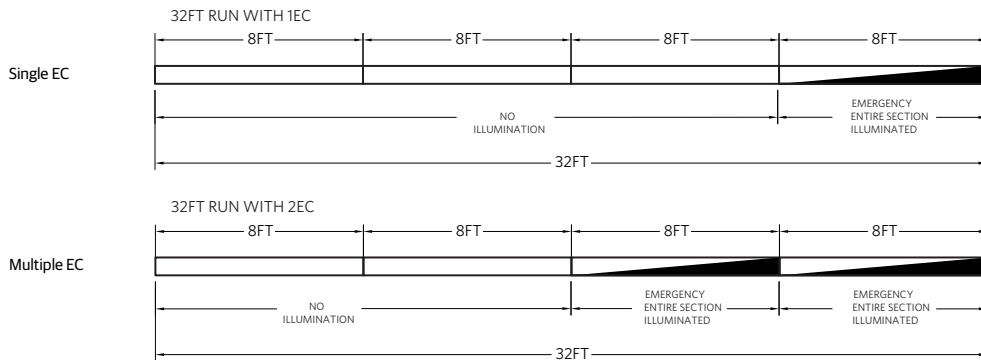 32FT RUN WITH 1EC
8FT 8FT 8FT 8FT
Single EC
NO
ILLUMINATION
EMERGENCY
ENTIRE SECTION
ILLUMINATED
32FT
32FT RUN WITH 2EC
8FT 8FT 8FT 8FT
Multiple EC
NO
ILLUMINATION
EMERGENCY
ENTIRE SECTION
ILLUMINATED
EMERGENCY
ENTIRE SECTION
ILLUMINATED
32FT